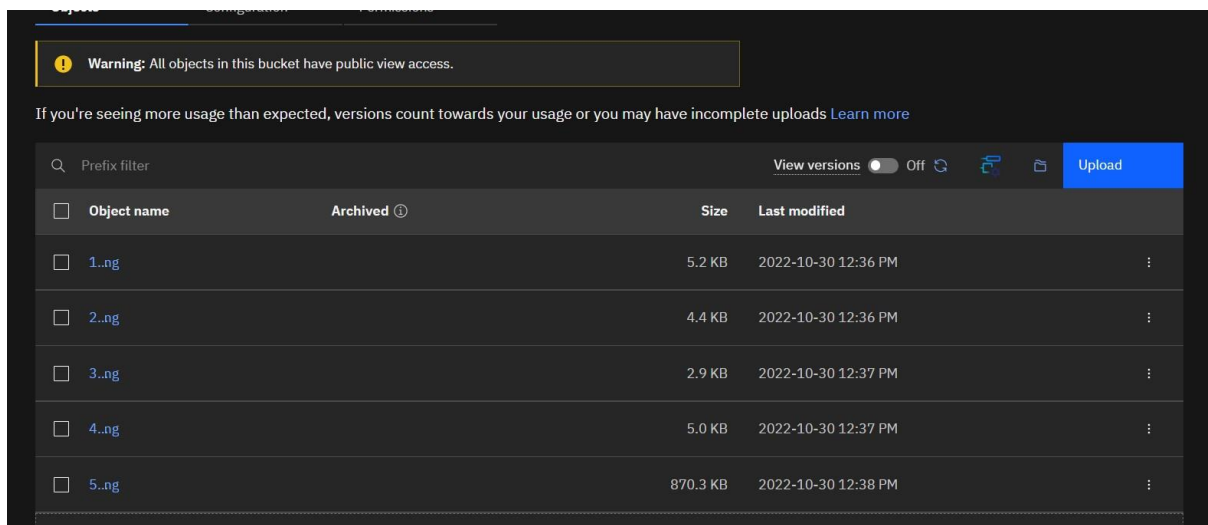 Objects Configuration Permissions
Warning: All objects in this bucket have public view access.
If you're seeing more usage than expected, versions count towards your usage or you may have incomplete uploads Learn more
Prefix filter View versions Off Upload
Object name Archived Size Last modified
1..ng 5.2 KB 2022-10-30 12:36 PM
2..ng 4.4 KB 2022-10-30 12:36 PM
3..ng 2.9 KB 2022-10-30 12:37 PM
4..ng 5.0 KB 2022-10-30 12:37 PM
5..ng 870.3 KB 2022-10-30 12:38 PM